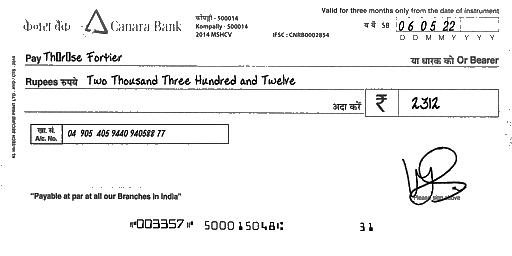 केनरा बैंक Canara Bank
कोंपल्ली - 500014
Kompally - 500014
2014 MSHCV
IFSC : CNRB0002854
Valid for three months only from the date of instrument
SB 06 05 22
D D M M Y Y Y Y
Pay Th0r0se Fortier
या धारक को Or Bearer
Rupees रुपये Two Thousand Three Hundred and Twelve
अदा करें ₹ 2312
खा. सं.
A/c. No. 04 905 405 9440 940588 77
Please sign above
"Payable at par at all our Branches in India"
⑈003357⑈ 500015048⑆ 31